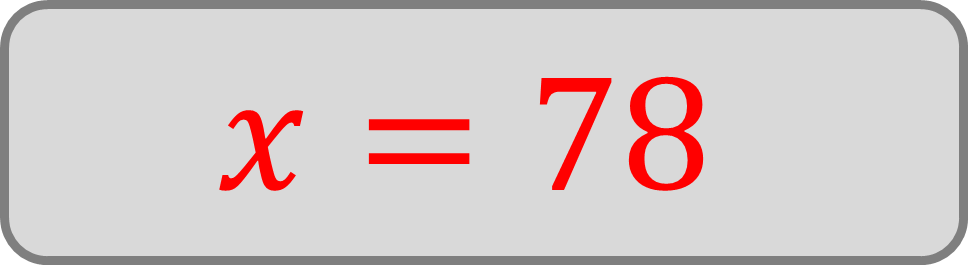 x = 78